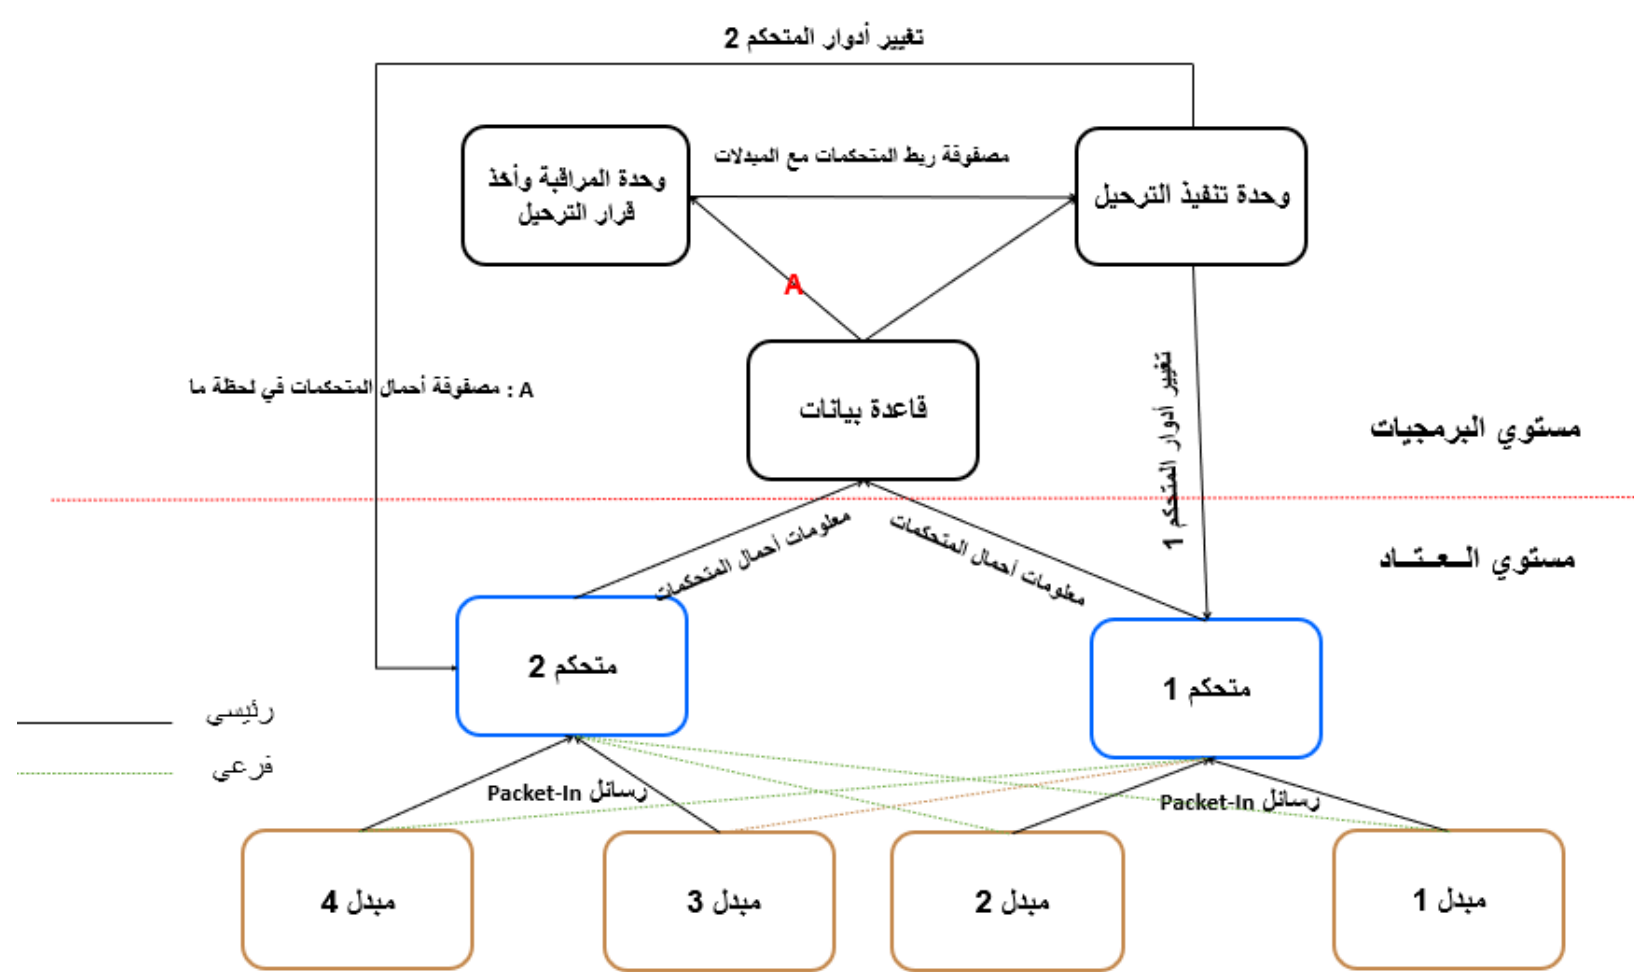 تغيير أدوار المتحكم 2
مصفوفة ربط المتحكمات مع المبدلات
وحدة تنفيذ الترحيل
وحدة المراقبة وأخذ
قرار الترحيل
A
تغيير أدوار المتحكم 1
A : مصفوفة أحمال المتحكمات في لحظة ما
قاعدة بيانات
مستوي البرمجيات
مستوي الـعـتـاد
معلومات أحمال المتحكمات
معلومات أحمال المتحكمات
متحكم 1
متحكم 2
رئيسي
فرعي
رسائل Packet-In
رسائل Packet-In
مبدل 1
مبدل 2
مبدل 3
مبدل 4